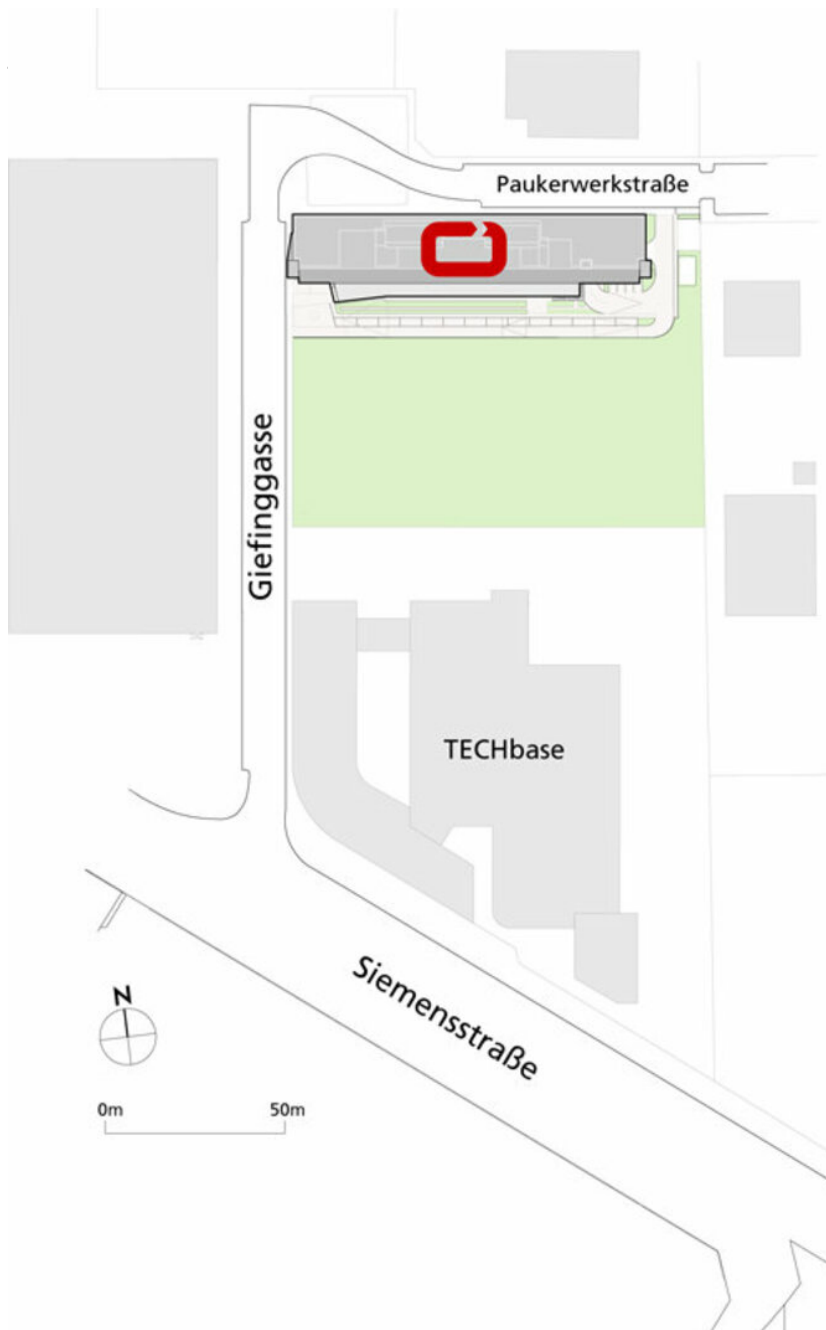 Paukerwerkstraße
Giefinggasse
TECHbase
Siemensstraße
N
0m 50m